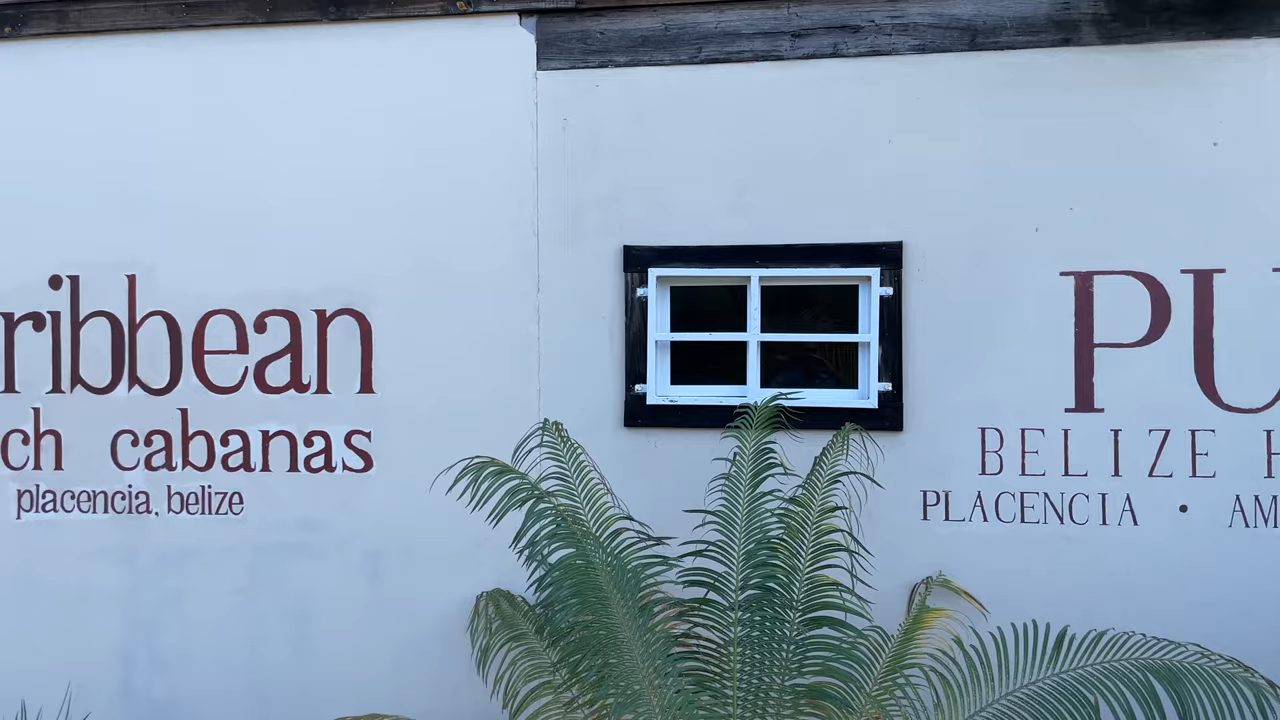 ribbean
ch cabanas
placencia, belize
PU
BELIZE H
PLACENCIA • AM